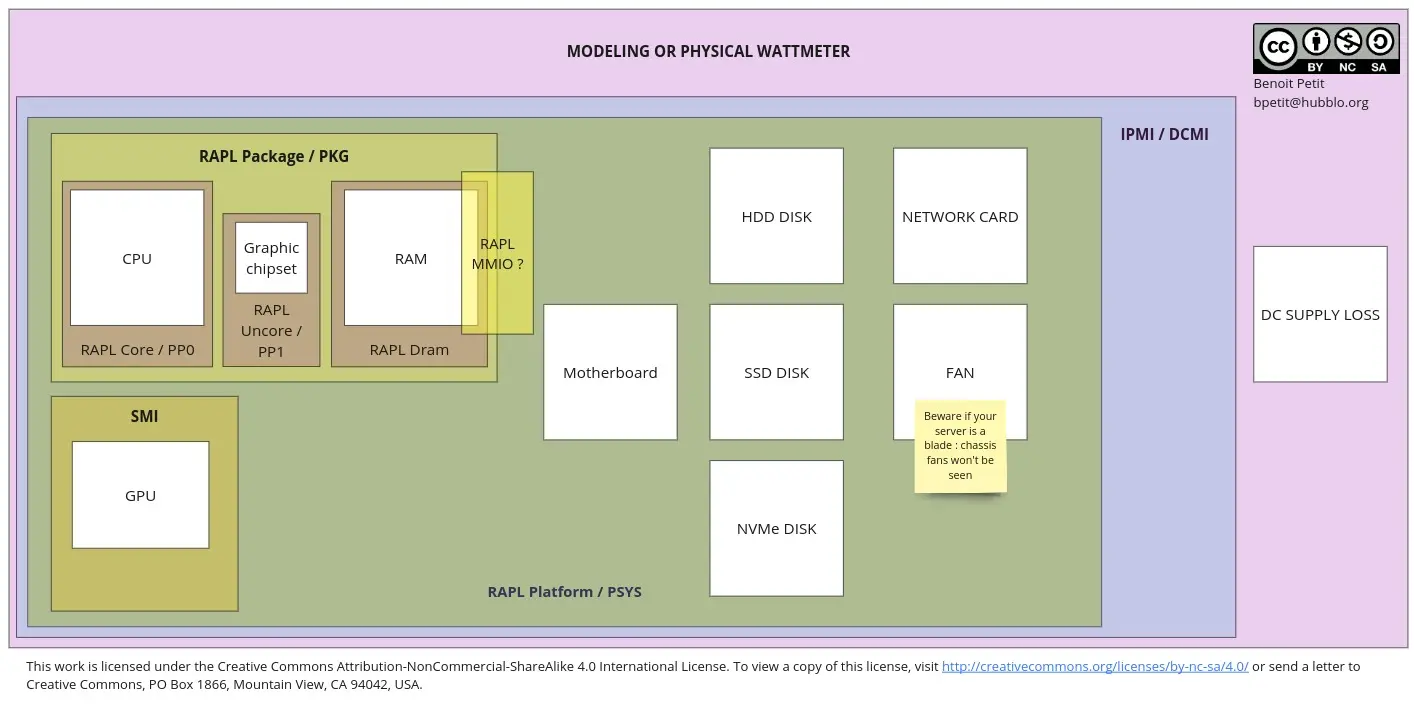 MODELING OR PHYSICAL WATTMETER
cc
BY NC SA
Benoit Petit
bpetit@hubblo.org
IPMI / DCMI
RAPL Package / PKG
CPU
RAPL Core / PP0
Graphic
chipset
RAPL
Uncore /
PP1
RAM
RAPL Dram
RAPL
MMIO ?
HDD DISK
NETWORK CARD
DC SUPPLY LOSS
Motherboard
SSD DISK
FAN
Beware if your
server is a
blade : chassis
fans won't be
seen
SMI
GPU
NVMe DISK
RAPL Platform / PSYS
This work is licensed under the Creative Commons Attribution-NonCommercial-ShareAlike 4.0 International License. To view a copy of this license, visit http://creativecommons.org/licenses/by-nc-sa/4.0/ or send a letter to
Creative Commons, PO Box 1866, Mountain View, CA 94042, USA.